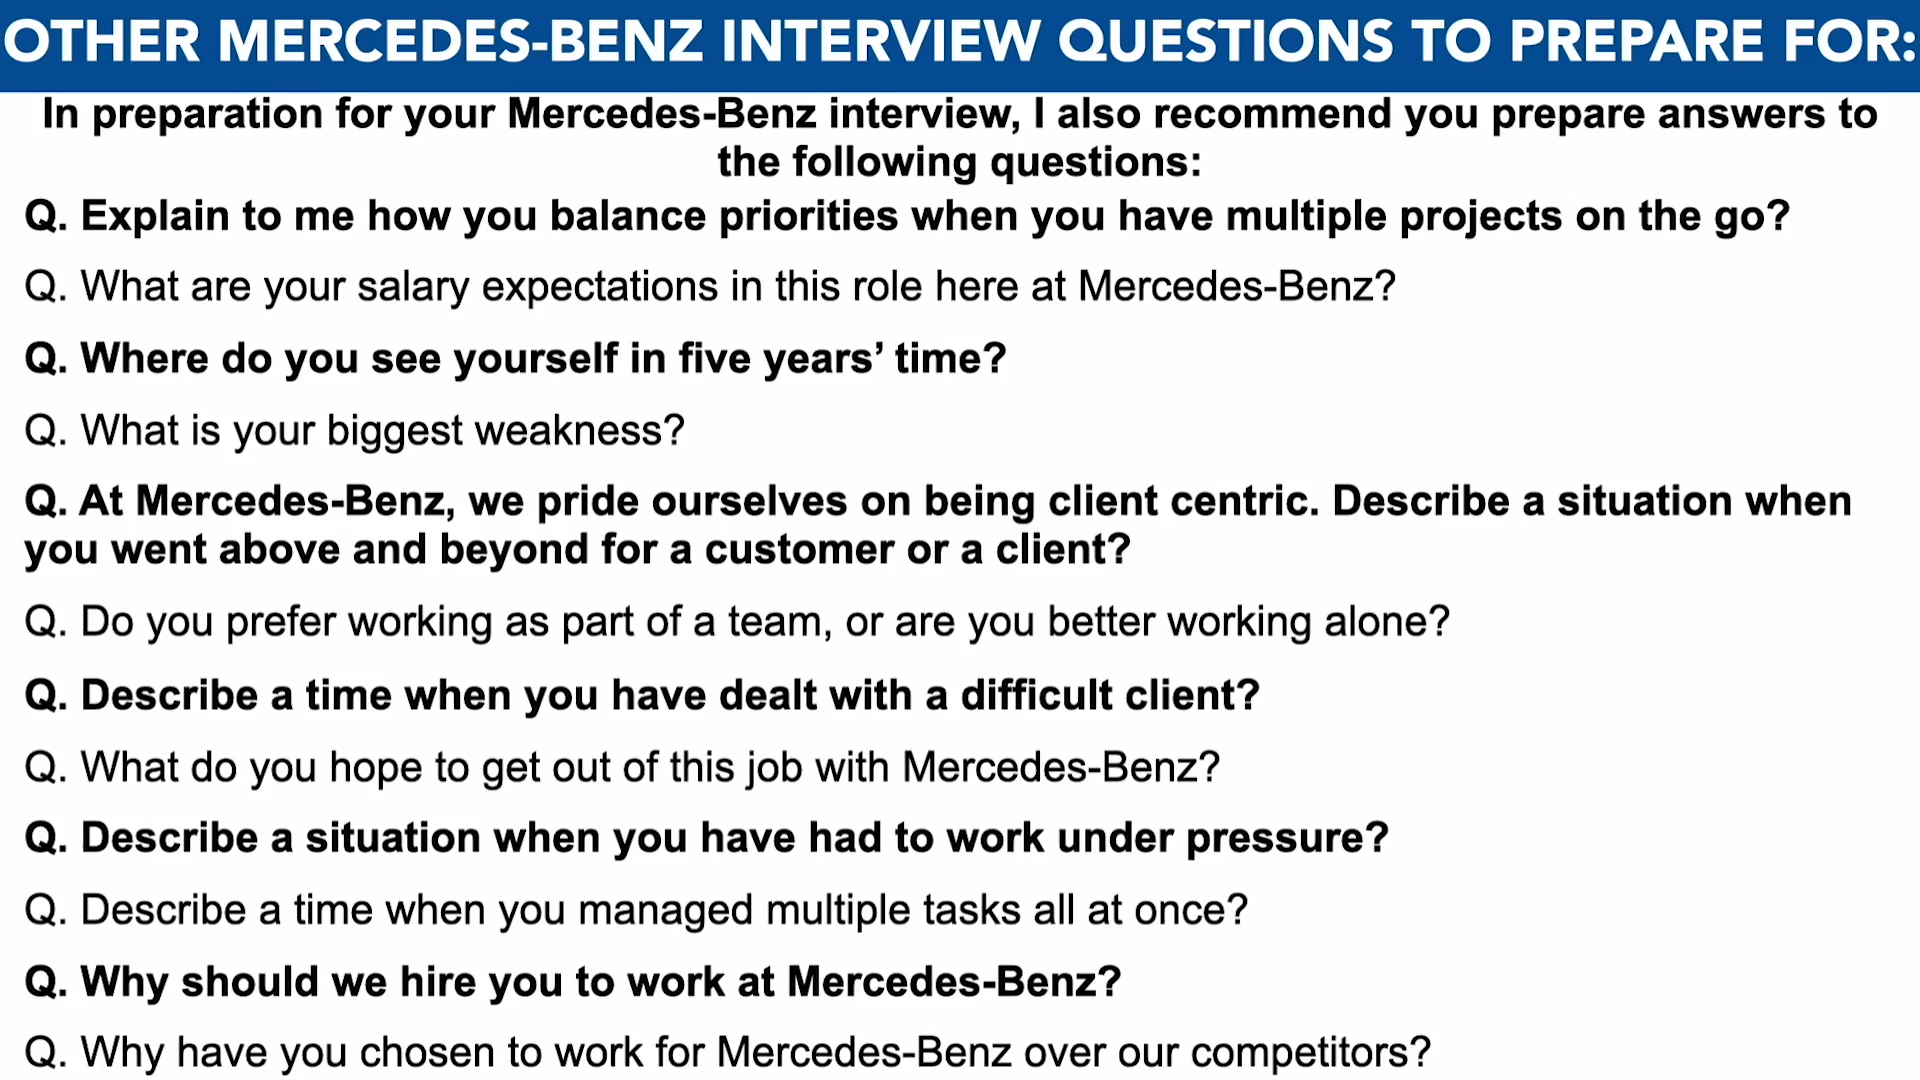 OTHER MERCEDES-BENZ INTERVIEW QUESTIONS TO PREPARE FOR:
In preparation for your Mercedes-Benz interview, I also recommend you prepare answers to
the following questions:
Q. Explain to me how you balance priorities when you have multiple projects on the go?
Q. What are your salary expectations in this role here at Mercedes-Benz?
Q. Where do you see yourself in five years’ time?
Q. What is your biggest weakness?
Q. At Mercedes-Benz, we pride ourselves on being client centric. Describe a situation when
you went above and beyond for a customer or a client?
Q. Do you prefer working as part of a team, or are you better working alone?
Q. Describe a time when you have dealt with a difficult client?
Q. What do you hope to get out of this job with Mercedes-Benz?
Q. Describe a situation when you have had to work under pressure?
Q. Describe a time when you managed multiple tasks all at once?
Q. Why should we hire you to work at Mercedes-Benz?
Q. Why have you chosen to work for Mercedes-Benz over our competitors?